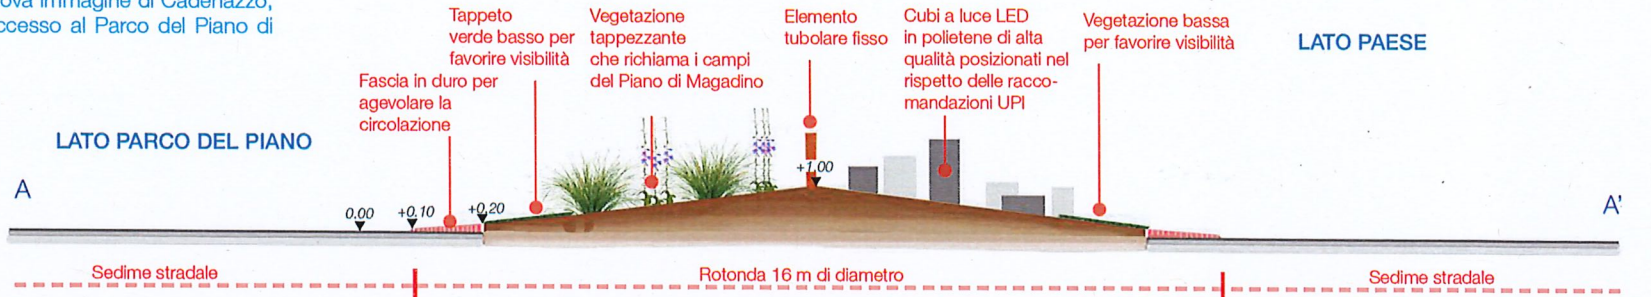 ova immagine di Cadenazzo,
ccesso al Parco del Piano di
Tappeto
verde basso per
favorire visibilità
Vegetazione
tappezzante
che richiama i campi
del Piano di Magadino
Elemento
tubolare fisso
Cubi a luce LED
in polietene di alta
qualità posizionati nel
rispetto delle racco-
mandazioni UPI
Vegetazione bassa
per favorire visibilità
LATO PAESE
Fascia in duro per
agevolare la
circolazione
LATO PARCO DEL PIANO
A
0.00
+0.10
+0.20
+1.00
A'
Sedime stradale
Rotonda 16 m di diametro
Sedime stradale